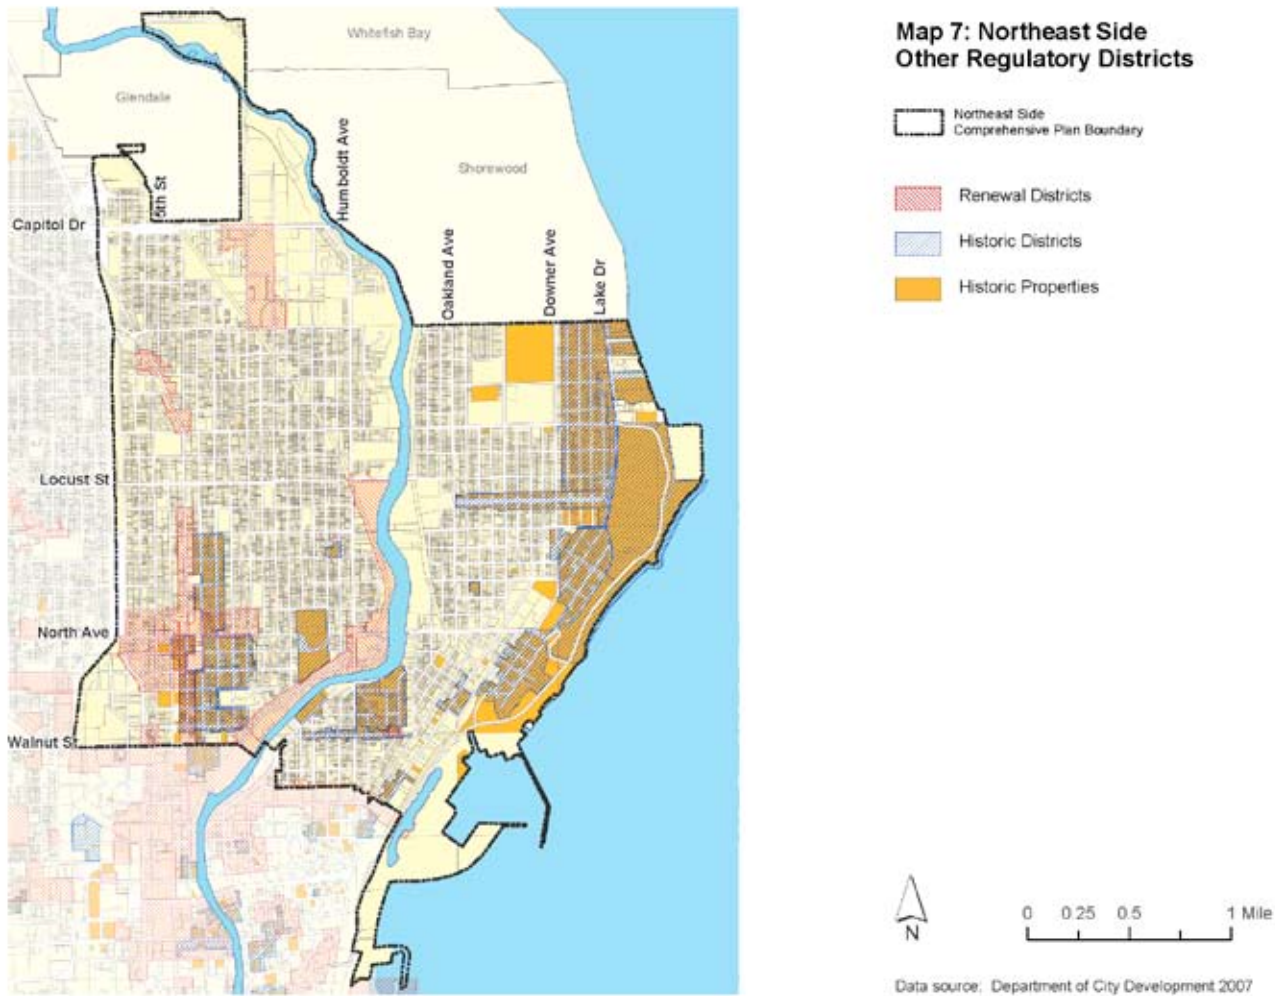 Map 7: Northeast Side
Other Regulatory Districts
Northeast Side
Comprehensive Plan Boundary
Renewal Districts
Historic Districts
Historic Properties
Whitefish Bay
Glendale
Shorewood
Humboldt Ave
5th St
Capitol Dr
Oakland Ave
Downer Ave
Lake Dr
Locust St
North Ave
Walnut St
N
0 0.25 0.5 1 Mile
Data source: Department of City Development 2007